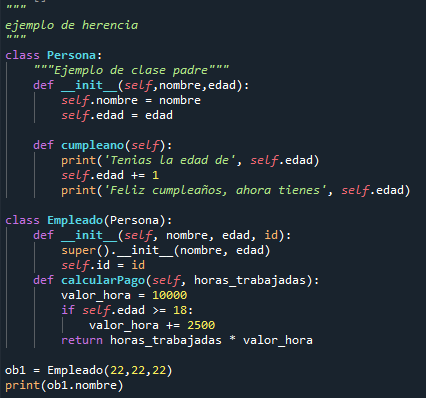 """
ejemplo de herencia
"""
class Persona:
    """Ejemplo de clase padre"""
    def __init__(self,nombre,edad):
        self.nombre = nombre
        self.edad = edad

    def cumpleano(self):
        print('Tenias la edad de', self.edad)
        self.edad += 1
        print('Feliz cumpleaños, ahora tienes', self.edad)

class Empleado(Persona):
    def __init__(self, nombre, edad, id):
        super().__init__(nombre, edad)
        self.id = id
    def calcularPago(self, horas_trabajadas):
        valor_hora = 10000
        if self.edad >= 18:
            valor_hora += 2500
        return horas_trabajadas * valor_hora

ob1 = Empleado(22,22,22)
print(ob1.nombre)